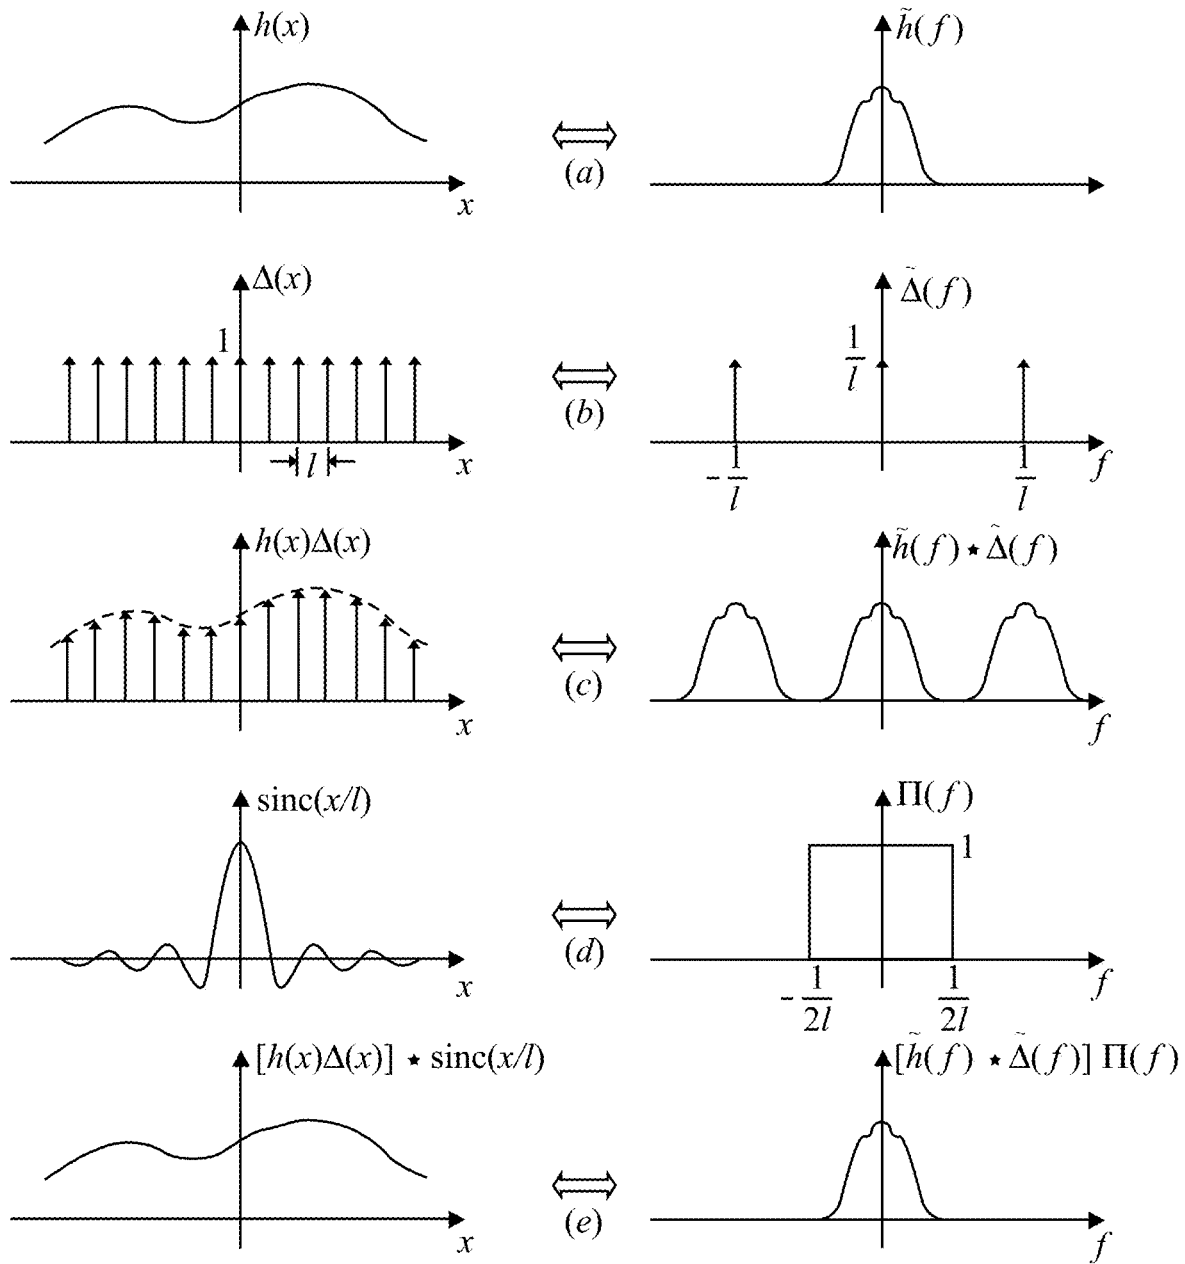 h(x)
h̃(f)
(a)
x
Δ(x)
Δ̃(f)
1
1/l
(b)
l
x
-1/l
1/l
f
h(x)Δ(x)
h̃(f) ⋆ Δ̃(f)
(c)
x
f
sinc(x/l)
Π(f)
1
(d)
x
-1/2l
1/2l
f
[h(x)Δ(x)] ⋆ sinc(x/l)
[h̃(f) ⋆ Δ̃(f)] Π(f)
(e)
x
f